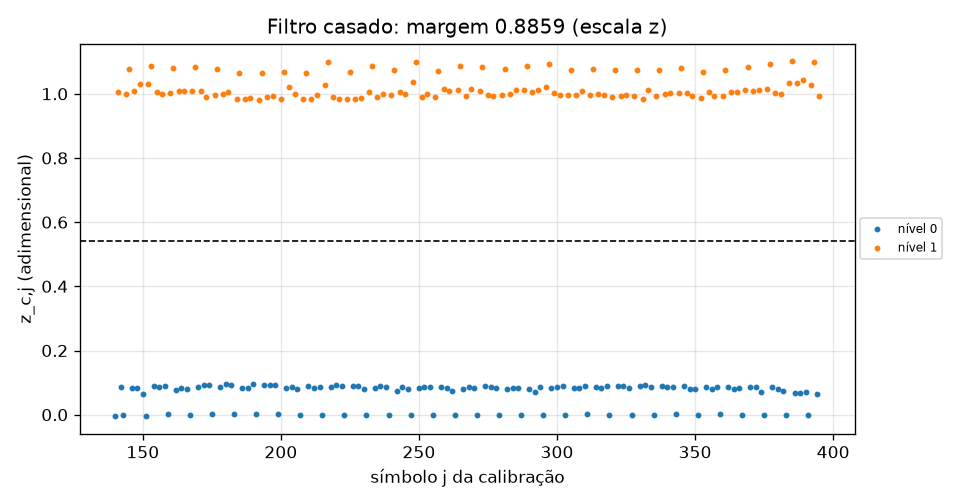 Filtro casado: margem 0.8859 (escala z)
z_c,j (adimensional)
1.0
0.8
0.6
0.4
0.2
0.0
150
200
250
300
350
400
símbolo j da calibração
nível 0
nível 1